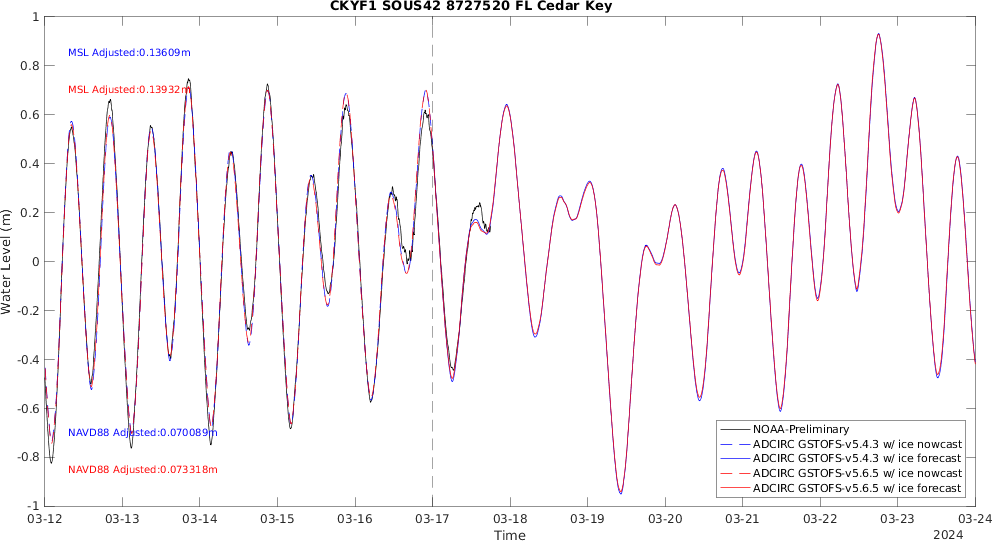 CKYF1 SOUS42 8727520 FL Cedar Key
MSL Adjusted:0.13609m
MSL Adjusted:0.13932m
NAVD88 Adjusted:0.070089m
NAVD88 Adjusted:0.073318m
Water Level (m)
1
0.8
0.6
0.4
0.2
0
-0.2
-0.4
-0.6
-0.8
-1
NOAA-Preliminary
ADCIRC GSTOFS-v5.4.3 w/ ice nowcast
ADCIRC GSTOFS-v5.4.3 w/ ice forecast
ADCIRC GSTOFS-v5.6.5 w/ ice nowcast
ADCIRC GSTOFS-v5.6.5 w/ ice forecast
03-12 03-13 03-14 03-15 03-16 03-17 03-18 03-19 03-20 03-21 03-22 03-23 03-24
Time
2024